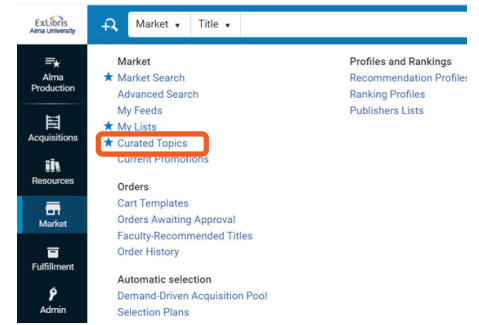 ExLibris
Alma University
Market
Title
Alma
Production
Acquisitions
Resources
Market
Fulfillment
Admin
Market
Market Search
Advanced Search
My Feeds
My Lists
Curated Topics
Current Promotions
Orders
Cart Templates
Orders Awaiting Approval
Faculty-Recommended Titles
Order History
Automatic selection
Demand-Driven Acquisition Pool
Selection Plans
Profiles and Rankings
Recommendation Profiles
Ranking Profiles
Publishers Lists